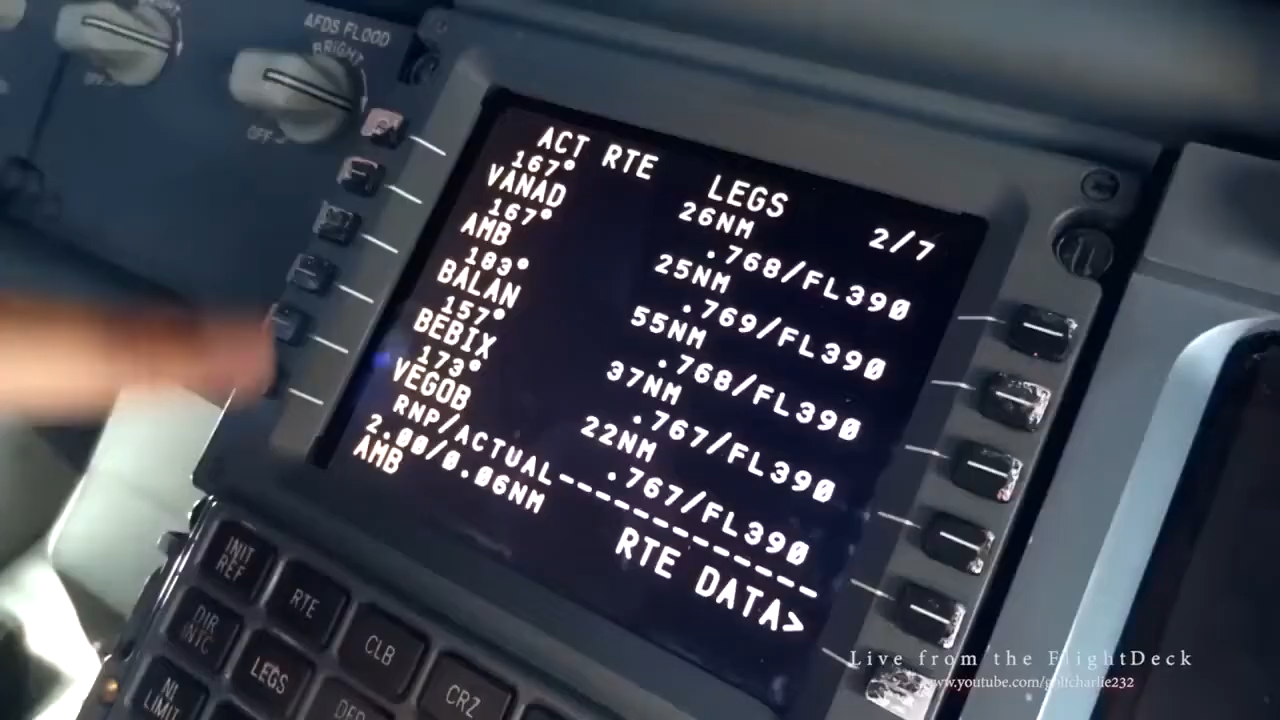 AFDS FLOOD
BRIGHT
OFF
OFF
ACT RTE LEGS 2/7
167° 26NM
VANAD .768/FL390
167° 25NM
AMB .769/FL390
183° 55NM
BALAN .768/FL390
157° 37NM
BEBIX .767/FL390
173° 22NM
VEGOB .767/FL390
RNP/ACTUAL----------
2.00/0.06NM RTE DATA>
AMB
INIT REF
RTE
CLB
CRZ
DIR INTC
LEGS
N1 LIMIT
Live from the FlightDeck
www.youtube.com/golfcharlie232